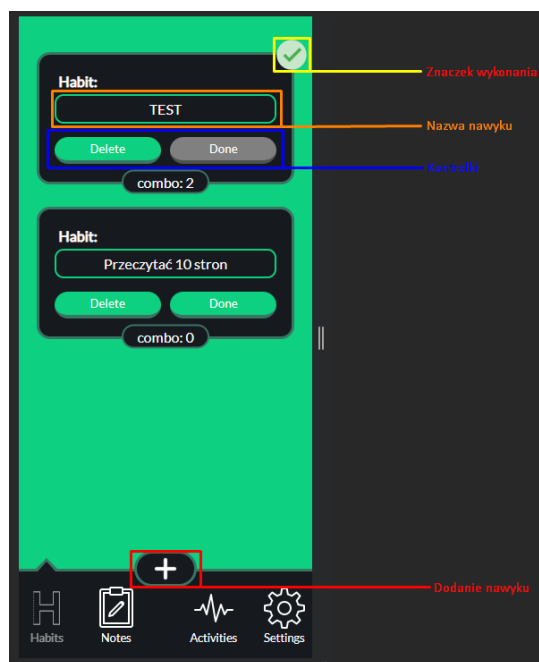 Znaczek wykonania
Habit:
TEST
Nazwa nawyku
Delete
Done
Kontrolki
combo: 2
Habit:
Przeczytać 10 stron
Delete
Done
combo: 0
Dodanie nawyku
Habits
Notes
Activities
Settings